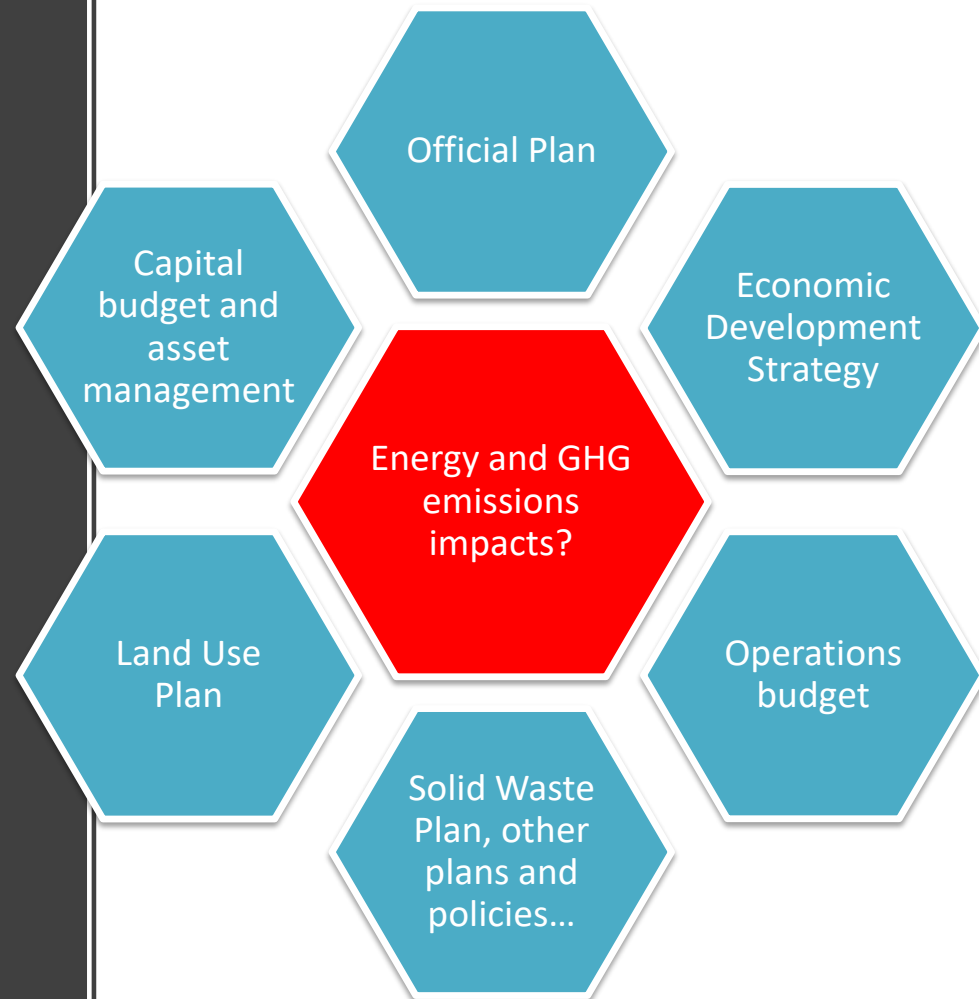 Official Plan
Capital
budget and
asset
management
Economic
Development
Strategy
Energy and GHG
emissions
impacts?
Land Use
Plan
Operations
budget
Solid Waste
Plan, other
plans and
policies…